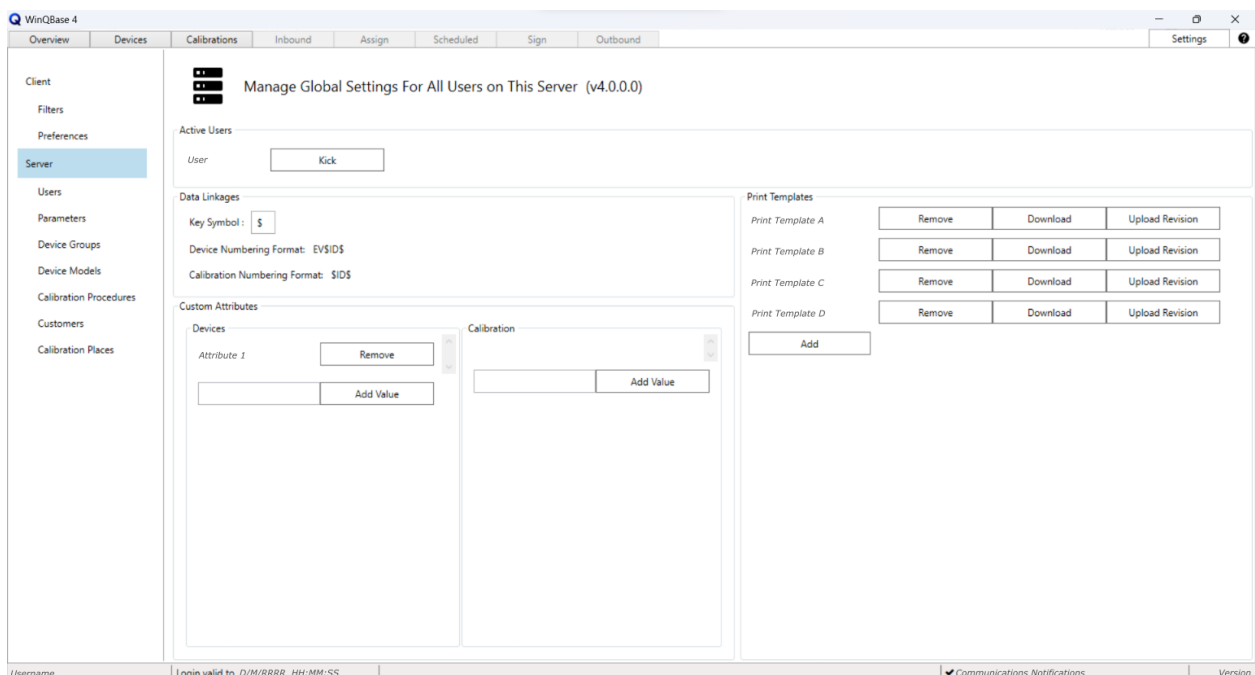 WinQBase 4
Overview Devices Calibrations Inbound Assign Scheduled Sign Outbound Settings
Client
Filters
Preferences
Server
Users
Parameters
Device Groups
Device Models
Calibration Procedures
Customers
Calibration Places
Manage Global Settings For All Users on This Server (v4.0.0.0)
Active Users
User Kick
Data Linkages
Key Symbol : $
Device Numbering Format: EV$ID$
Calibration Numbering Format: $ID$
Custom Attributes
Devices
Attribute 1 Remove
Add Value
Calibration
Add Value
Print Templates
Print Template A Remove Download Upload Revision
Print Template B Remove Download Upload Revision
Print Template C Remove Download Upload Revision
Print Template D Remove Download Upload Revision
Add
Username Login valid to D/M/RRRR HH:MM:SS Communications Notifications Version